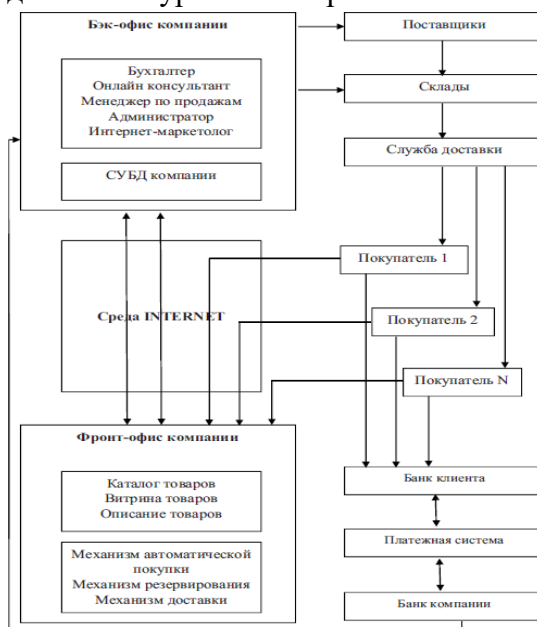 Бэк-офис компании
Бухгалтер
Онлайн консультант
Менеджер по продажам
Администратор
Интернет-маркетолог
СУБД компании
Поставщики
Склады
Служба доставки
Среда INTERNET
Покупатель 1
Покупатель 2
Покупатель N
Фронт-офис компании
Каталог товаров
Витрина товаров
Описание товаров
Механизм автоматической
покупки
Механизм резервирования
Механизм доставки
Банк клиента
Платежная система
Банк компании